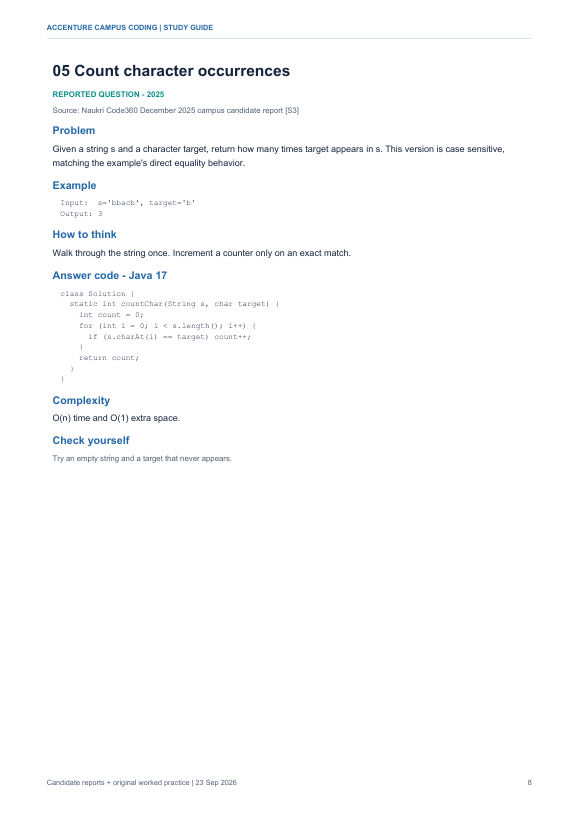 ACCENTURE CAMPUS CODING | STUDY GUIDE
05 Count character occurrences
REPORTED QUESTION - 2025
Source: Naukri Code360 December 2025 campus candidate report [S3]
Problem
Given a string s and a character target, return how many times target appears in s. This version is case sensitive,
matching the example's direct equality behavior.
Example
Input:  s='bbacb', target='b'
Output: 3
How to think
Walk through the string once. Increment a counter only on an exact match.
Answer code - Java 17
class Solution {
  static int countChar(String s, char target) {
    int count = 0;
    for (int i = 0; i < s.length(); i++) {
      if (s.charAt(i) == target) count++;
    }
    return count;
  }
}
Complexity
O(n) time and O(1) extra space.
Check yourself
Try an empty string and a target that never appears.
Candidate reports + original worked practice | 23 Sep 2026
8